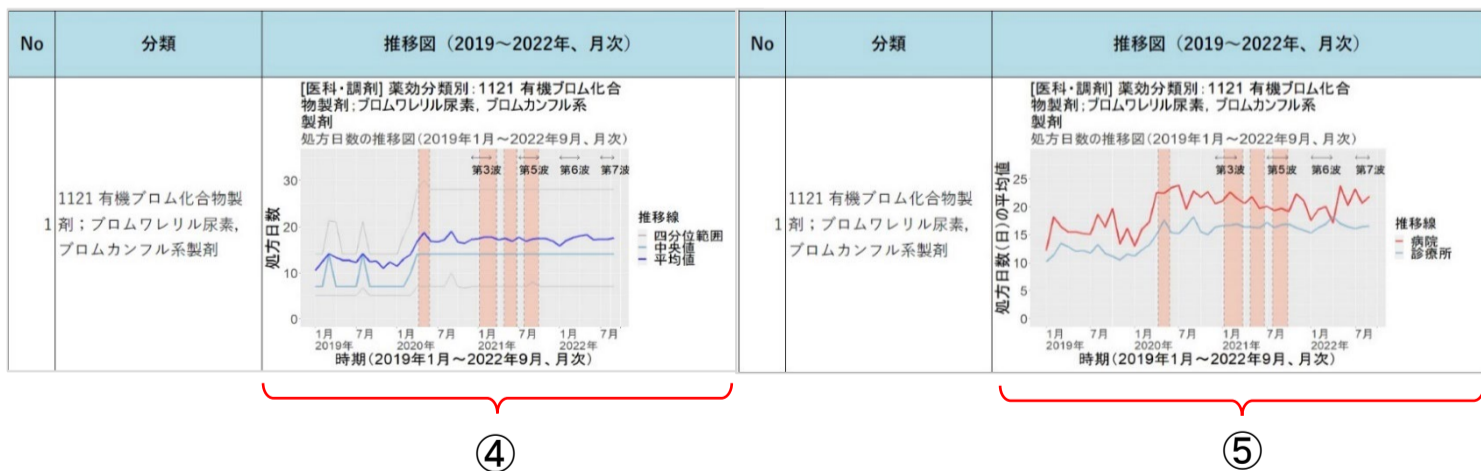 No
分類
推移図（2019～2022年、月次）
1
1121 有機ブロム化合物製
剤；ブロムワレリル尿素,
ブロムカンフル系製剤
[医科・調剤] 薬効分類別：1121 有機ブロム化合
物製剤；ブロムワレリル尿素, ブロムカンフル系
製剤
処方日数の推移図(2019年1月～2022年9月、月次)
第3波 第5波 第6波 第7波
処方日数
30
20
10
0
推移線
四分位範囲
中央値
平均値
1月 7月 1月 7月 1月 7月 1月 7月
2019年 2020年 2021年 2022年
時期(2019年1月～2022年9月、月次)
④
No
分類
推移図（2019～2022年、月次）
1
1121 有機ブロム化合物製
剤；ブロムワレリル尿素,
ブロムカンフル系製剤
[医科・調剤] 薬効分類別：1121 有機ブロム化合
物製剤；ブロムワレリル尿素, ブロムカンフル系
製剤
処方日数の推移図(2019年1月～2022年9月、月次)
第3波 第5波 第6波 第7波
処方日数(日)の平均値
25
20
15
10
5
0
推移線
病院
診療所
1月 7月 1月 7月 1月 7月 1月 7月
2019年 2020年 2021年 2022年
時期(2019年1月～2022年9月、月次)
⑤